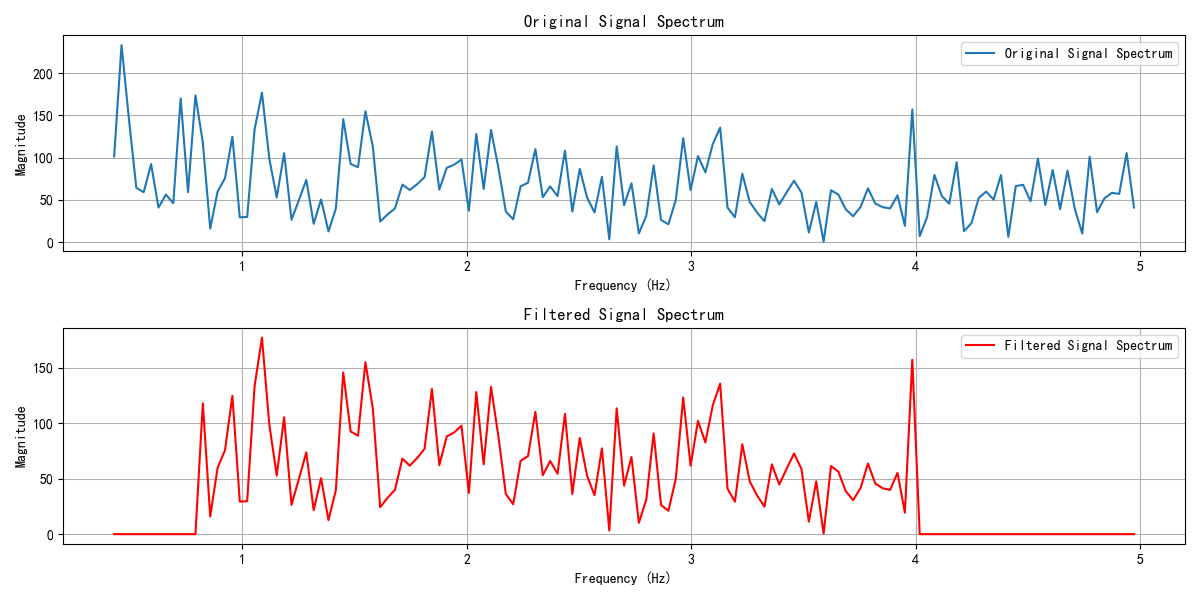 Original Signal Spectrum
Original Signal Spectrum
Magnitude
200
150
100
50
0
1
2
3
4
5
Frequency (Hz)
Filtered Signal Spectrum
Filtered Signal Spectrum
Magnitude
150
100
50
0
1
2
3
4
5
Frequency (Hz)